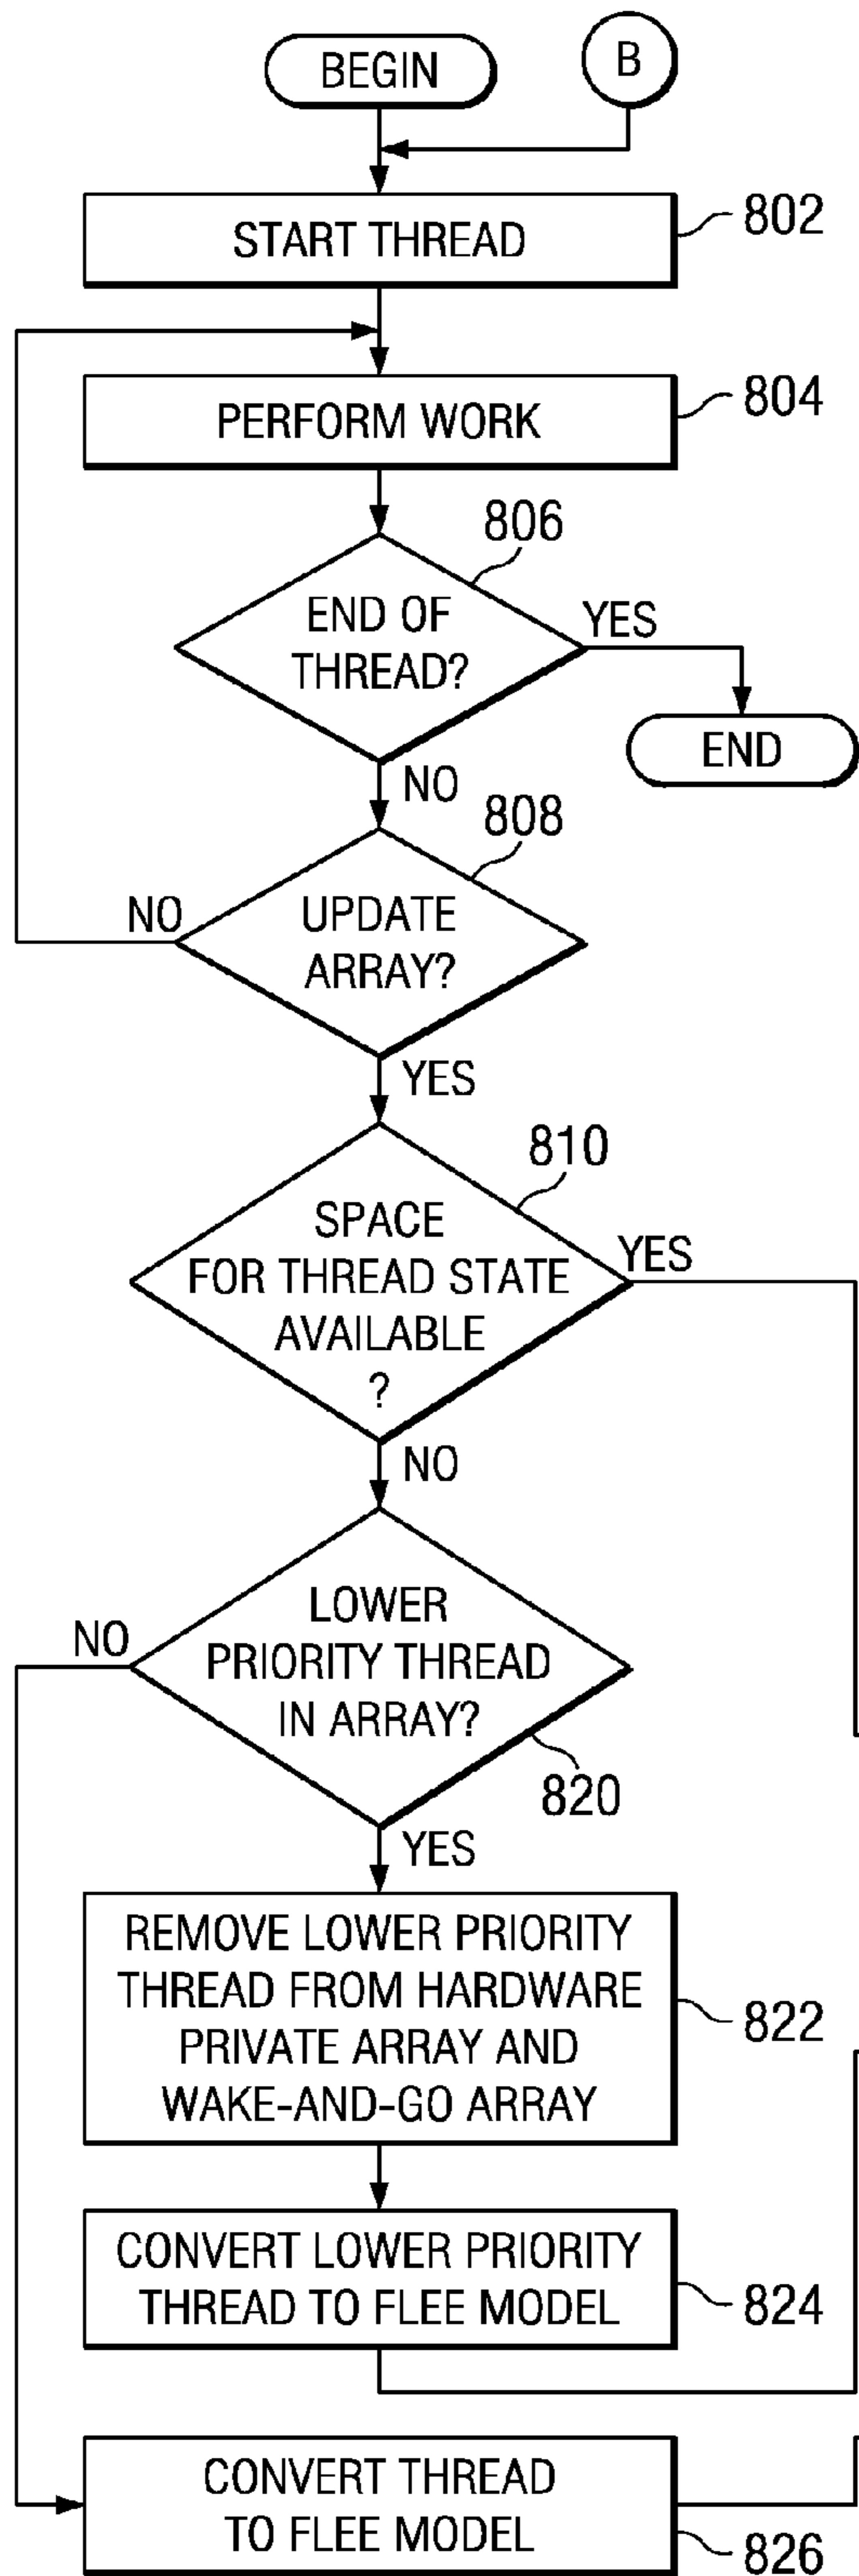 BEGIN
B
START THREAD
802
PERFORM WORK
804
806
END OF
THREAD?
YES
END
NO
808
UPDATE
ARRAY?
NO
YES
810
SPACE
FOR THREAD STATE
AVAILABLE
?
YES
NO
LOWER
PRIORITY THREAD
IN ARRAY?
NO
820
YES
REMOVE LOWER PRIORITY
THREAD FROM HARDWARE
PRIVATE ARRAY AND
WAKE-AND-GO ARRAY
822
CONVERT LOWER PRIORITY
THREAD TO FLEE MODEL
824
CONVERT THREAD
TO FLEE MODEL
826